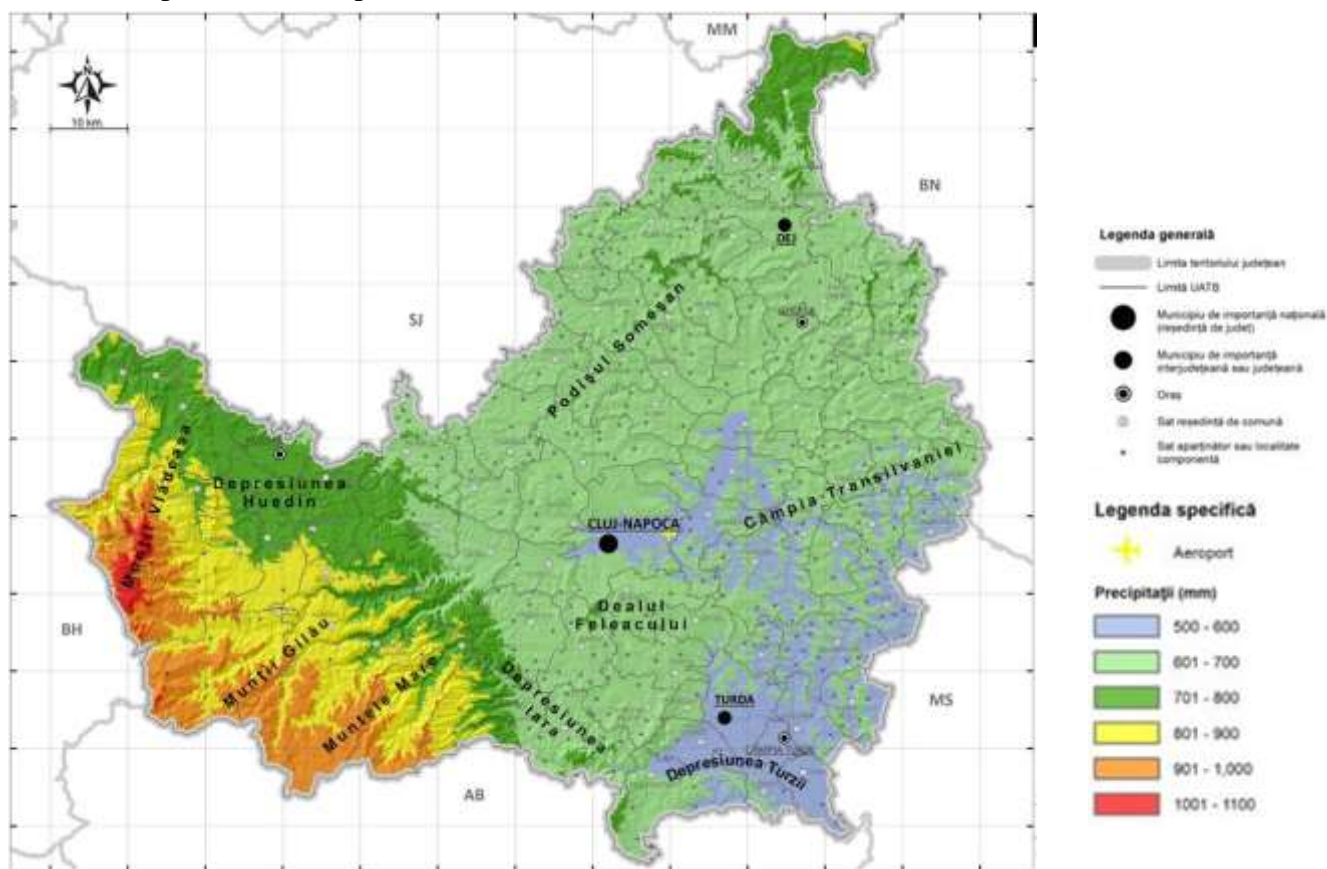 MM
N
10 km
BN
DEJ
SJ
Podișul Someșan
Munții Vlădeasa
Depresiunea
Huedin
Câmpia Transilvaniei
CLUJ-NAPOCA
Dealul
Feleacului
BH
Munții Gilău
Muntele Mare
Depresiunea
Iara
TURDA
MS
Depresiunea Turzii
AB
Legenda generală
Limita teritoriului județean
Limită UATB
Municipiu de importanță națională
(reședință de județ)
Municipiu de importanță
interjudețeană sau județeană
Oraș
Sat reședință de comună
Sat aparținător sau localitate
componentă
Legenda specifică
Aeroport
Precipitații (mm)
500 - 600
601 - 700
701 - 800
801 - 900
901 - 1,000
1001 - 1100